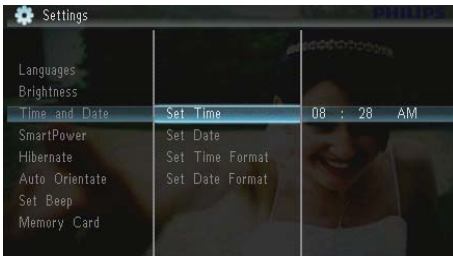 Settings
PHILIPS
Languages
Brightness
Time and Date
SmartPower
Hibernate
Auto Orientate
Set Beep
Memory Card
Set Time
Set Date
Set Time Format
Set Date Format
08 : 28 AM